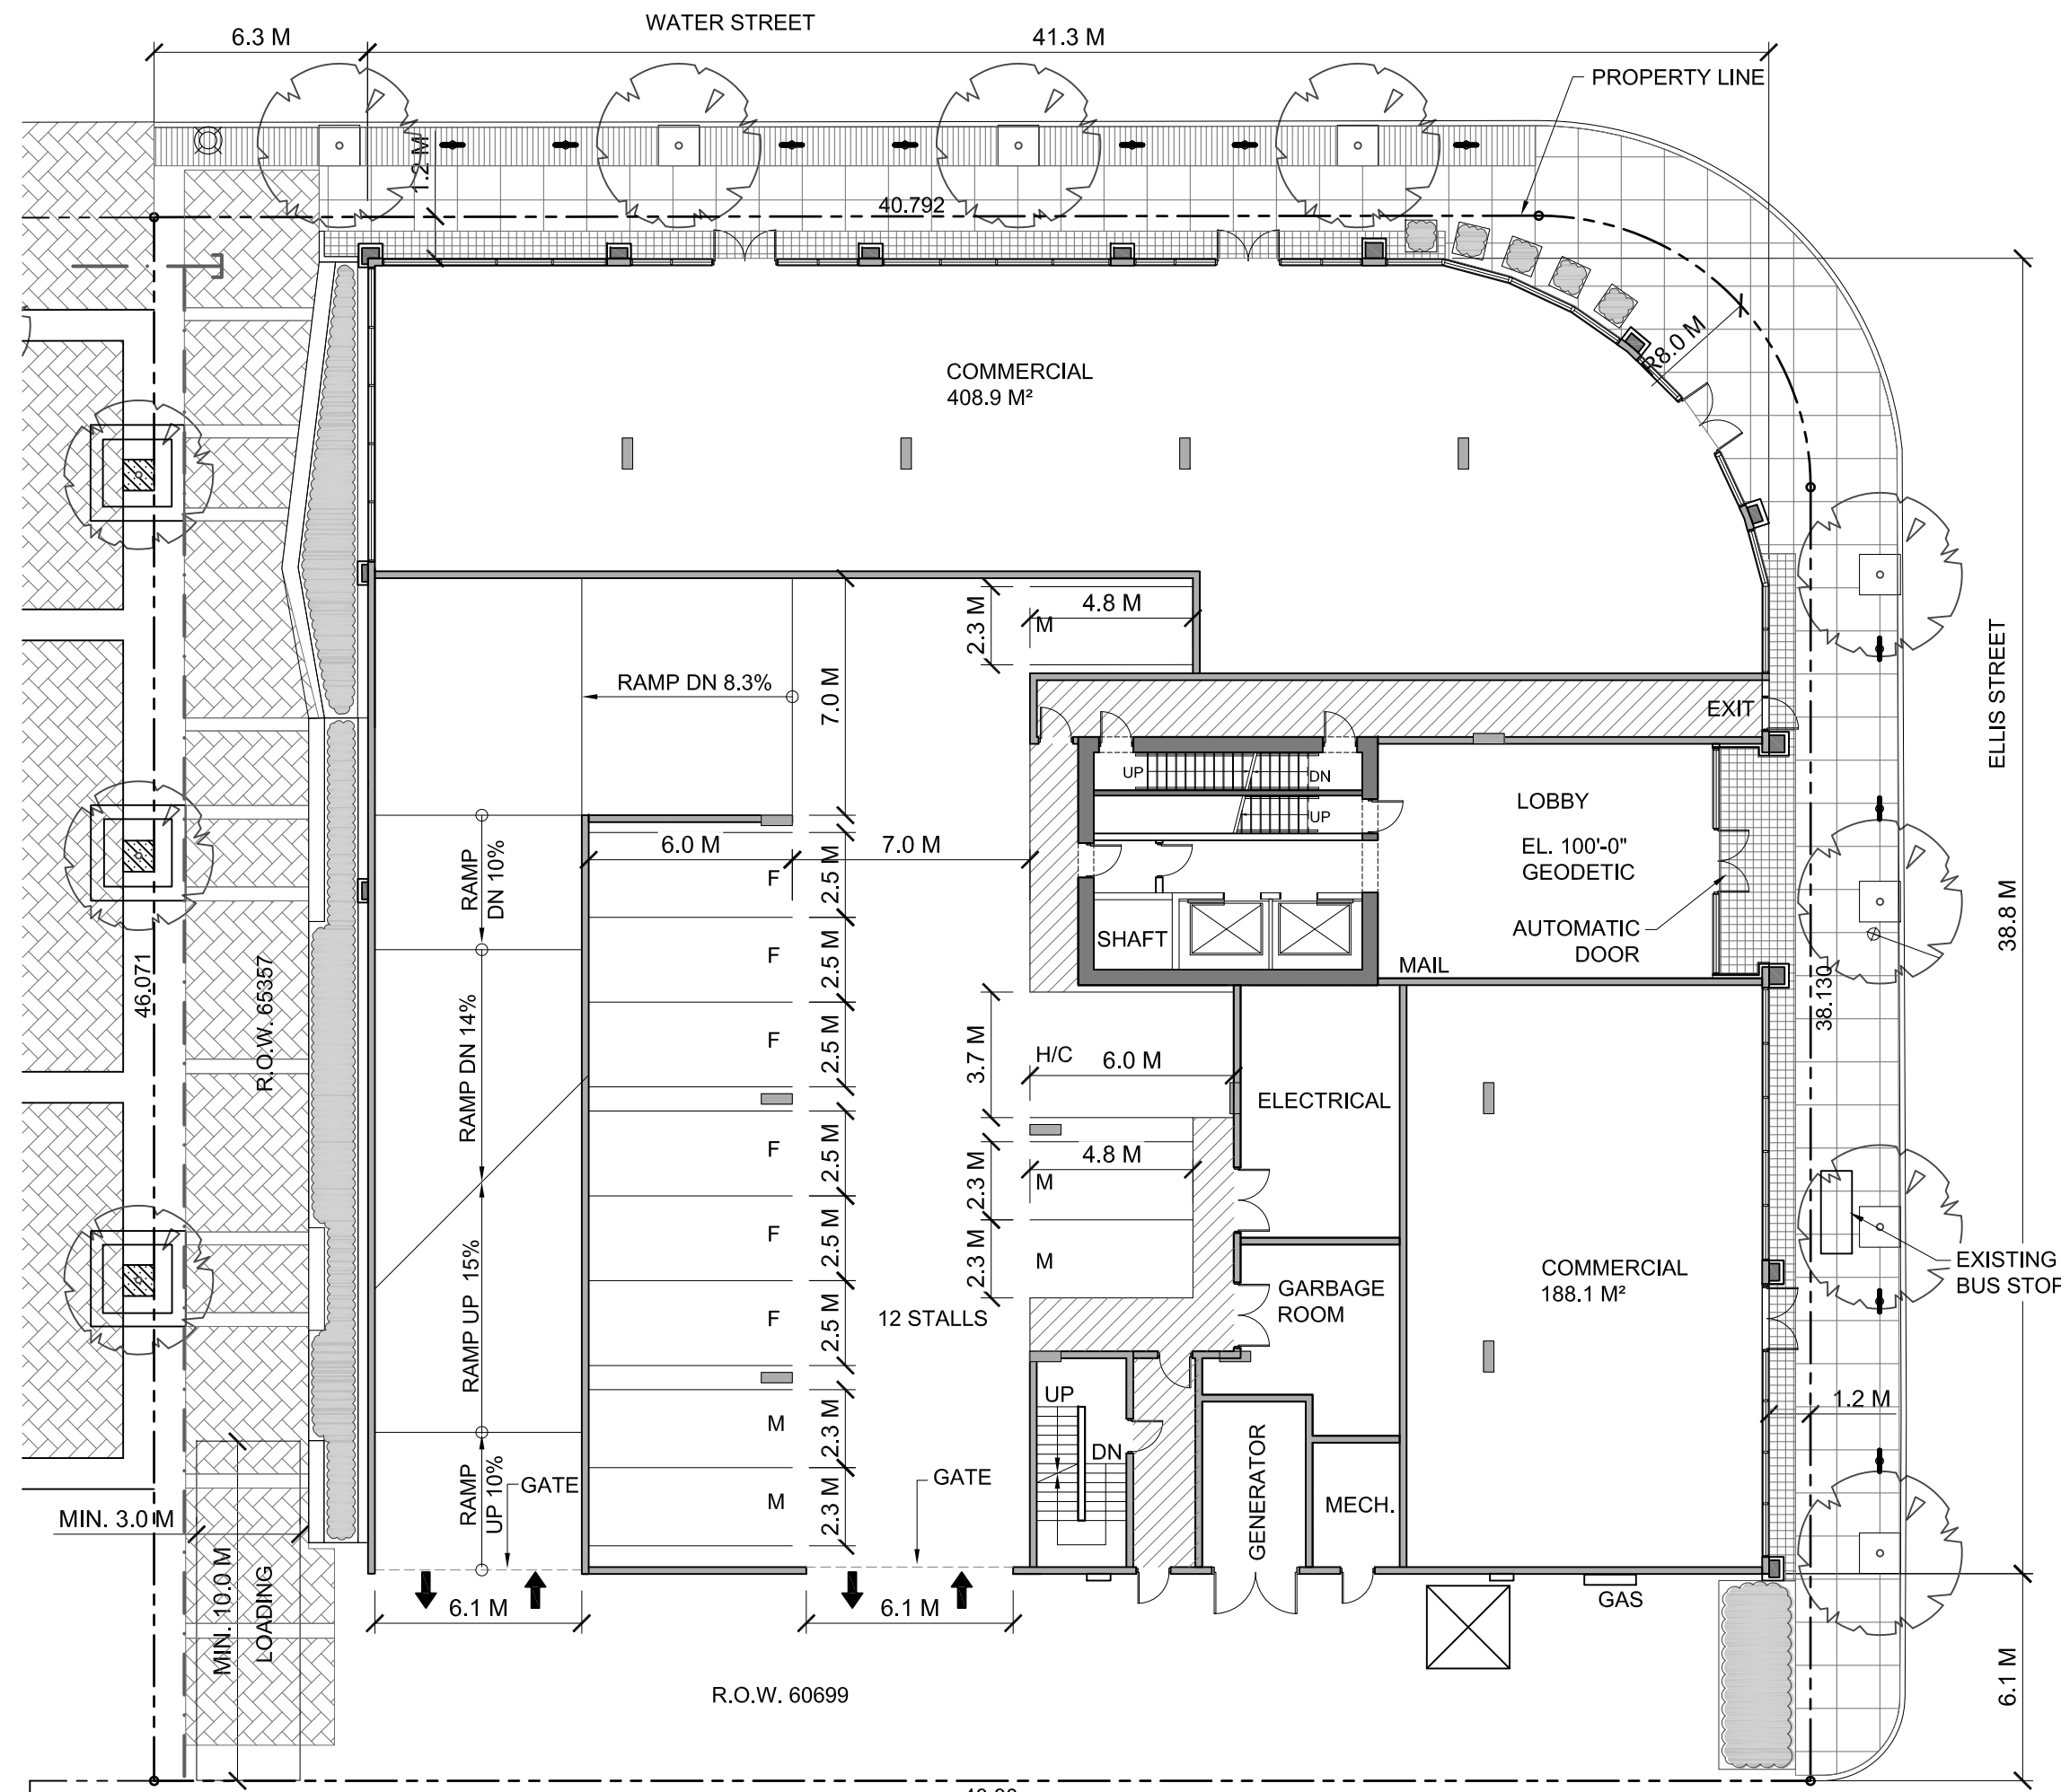 WATER STREET
6.3 M
41.3 M
PROPERTY LINE
1.2 M
40.792
R8.0 M
COMMERCIAL
408.9 M²
2.3 M
4.8 M
M
RAMP DN 8.3%
7.0 M
EXIT
ELLIS STREET
UP
DN
UP
LOBBY
EL. 100'-0"
GEODETIC
RAMP
DN 10%
6.0 M
7.0 M
F
2.5 M
AUTOMATIC
DOOR
SHAFT
MAIL
38.8 M
38.130
46.071
R.O.W. 65357
F
2.5 M
RAMP DN 14%
F
2.5 M
3.7 M
H/C
6.0 M
ELECTRICAL
F
2.5 M
2.3 M
4.8 M
M
F
2.5 M
2.3 M
M
RAMP UP 15%
F
2.5 M
12 STALLS
GARBAGE
ROOM
COMMERCIAL
188.1 M²
EXISTING
BUS STOP
1.2 M
M
2.3 M
UP
DN
GENERATOR
MECH.
RAMP
UP 10%
GATE
M
2.3 M
GATE
MIN. 3.0 M
MIN. 10.0 M
LOADING
6.1 M
6.1 M
GAS
6.1 M
R.O.W. 60699